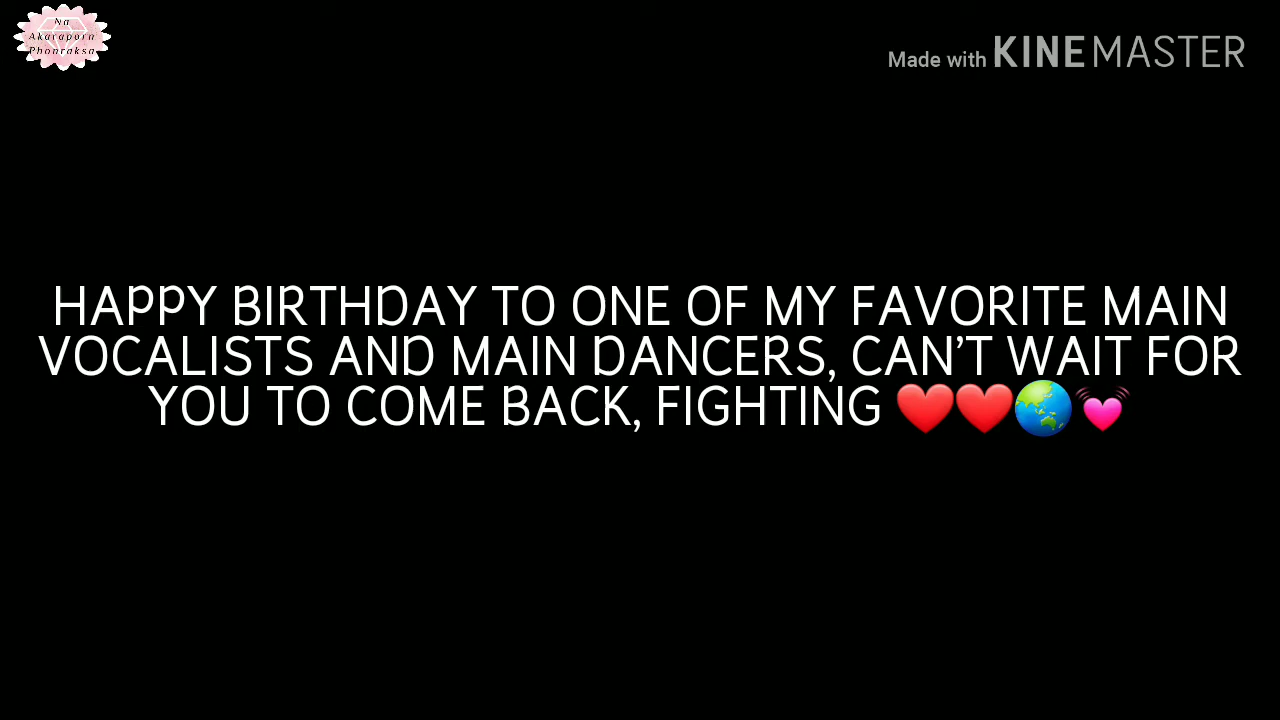 Na
Akaraporn
Phonraksa
Made with KINEMASTER
HAPPY BIRTHDAY TO ONE OF MY FAVORITE MAIN
VOCALISTS AND MAIN DANCERS, CAN’T WAIT FOR
YOU TO COME BACK, FIGHTING ❤️❤️🌏💓